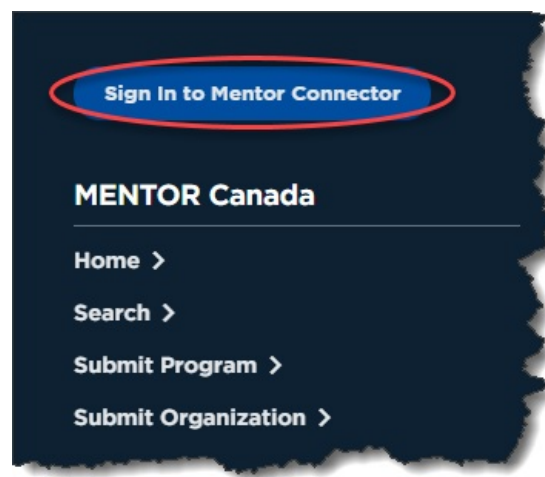 Sign In to Mentor Connector
MENTOR Canada
Home >
Search >
Submit Program >
Submit Organization >